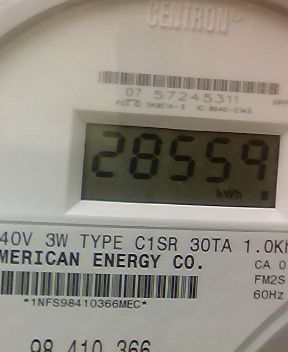 CENTRON®
07 57245311
28559
kWh
40V 3W TYPE C1SR 30TA 1.0K
MERICAN ENERGY CO.
CA 0
FM2S
60Hz
*1NFS98410366MEC*
98 410 366